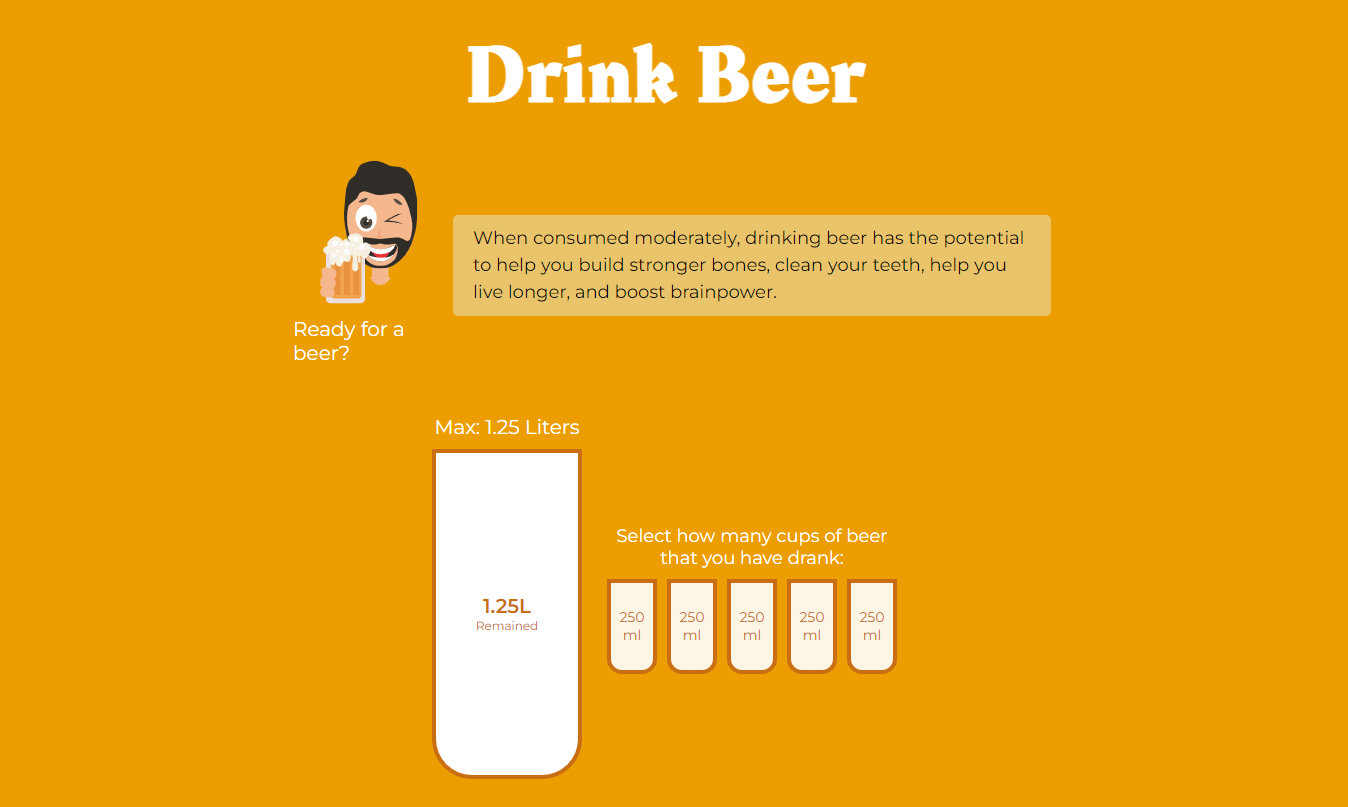 Drink Beer
When consumed moderately, drinking beer has the potential
to help you build stronger bones, clean your teeth, help you
live longer, and boost brainpower.
Ready for a
beer?
Max: 1.25 Liters
1.25L
Remained
Select how many cups of beer
that you have drank:
250
ml
250
ml
250
ml
250
ml
250
ml